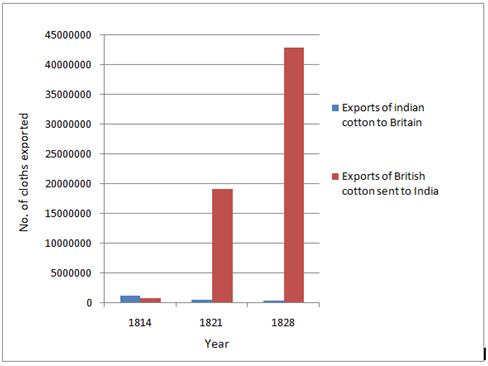 45000000
40000000
35000000
30000000
25000000
20000000
15000000
10000000
5000000
0
No. of cloths exported
1814
1821
1828
Year
Exports of indian
cotton to Britain
Exports of British
cotton sent to India